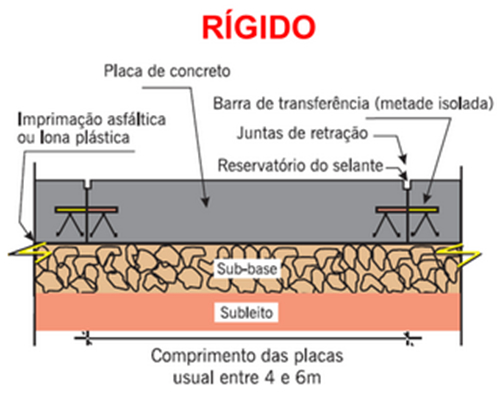 RÍGIDO
Placa de concreto
Barra de transferência (metade isolada)
Imprimação asfáltica
ou lona plástica
Juntas de retração
Reservatório do selante
Sub-base
Subleito
Comprimento das placas
usual entre 4 e 6m